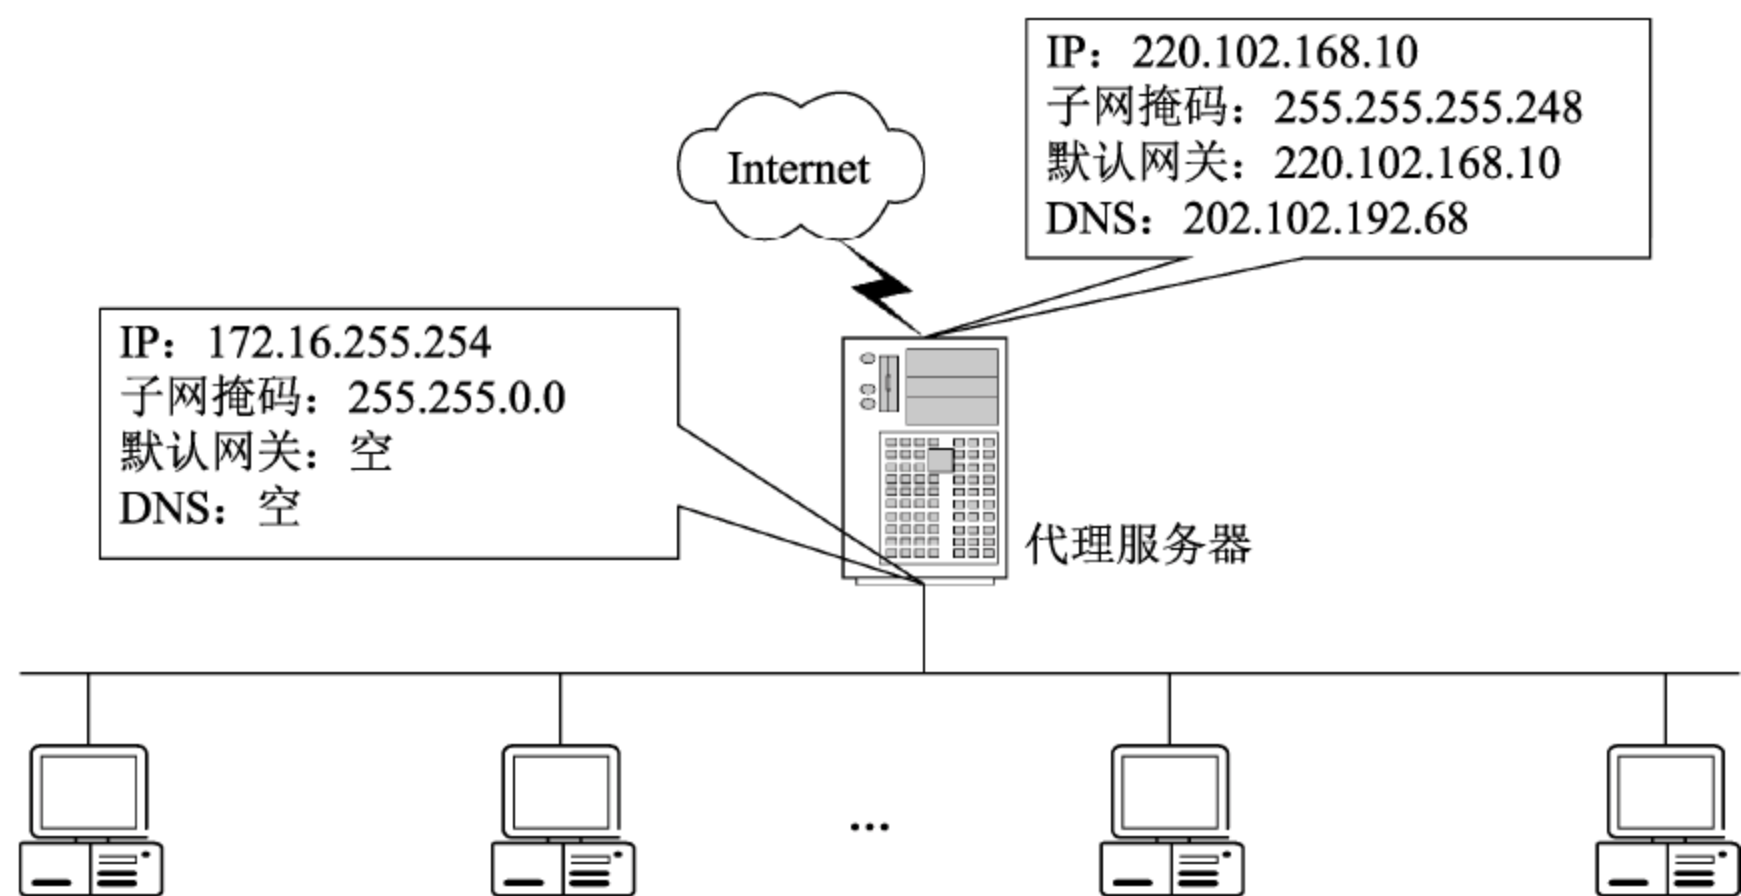 IP：220.102.168.10
子网掩码：255.255.255.248
默认网关：220.102.168.10
DNS：202.102.192.68
Internet
IP：172.16.255.254
子网掩码：255.255.0.0
默认网关：空
DNS：空
代理服务器
...